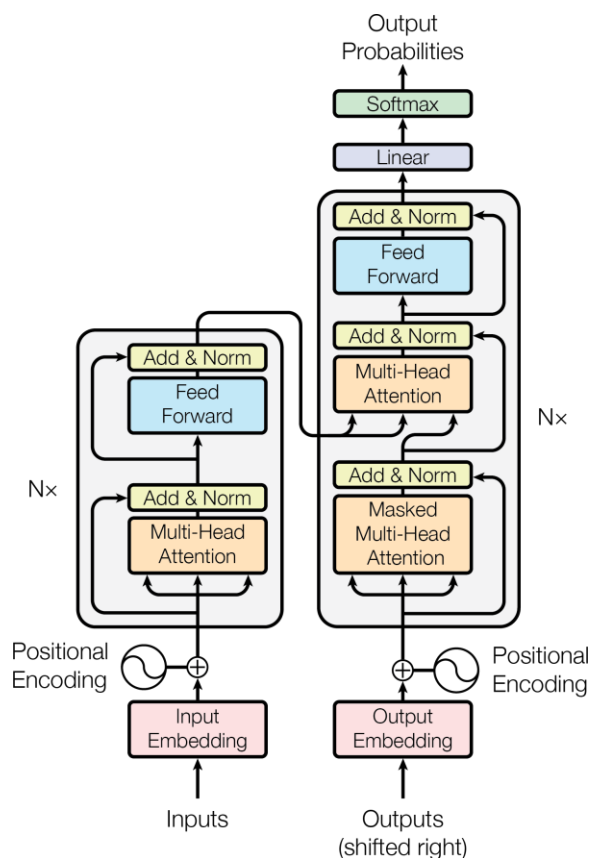 Output
Probabilities
Softmax
Linear
Add & Norm
Feed
Forward
Add & Norm
Multi-Head
Attention
Add & Norm
Masked
Multi-Head
Attention
N×
Positional
Encoding
Output
Embedding
Outputs
(shifted right)
Add & Norm
Feed
Forward
Add & Norm
Multi-Head
Attention
N×
Positional
Encoding
Input
Embedding
Inputs